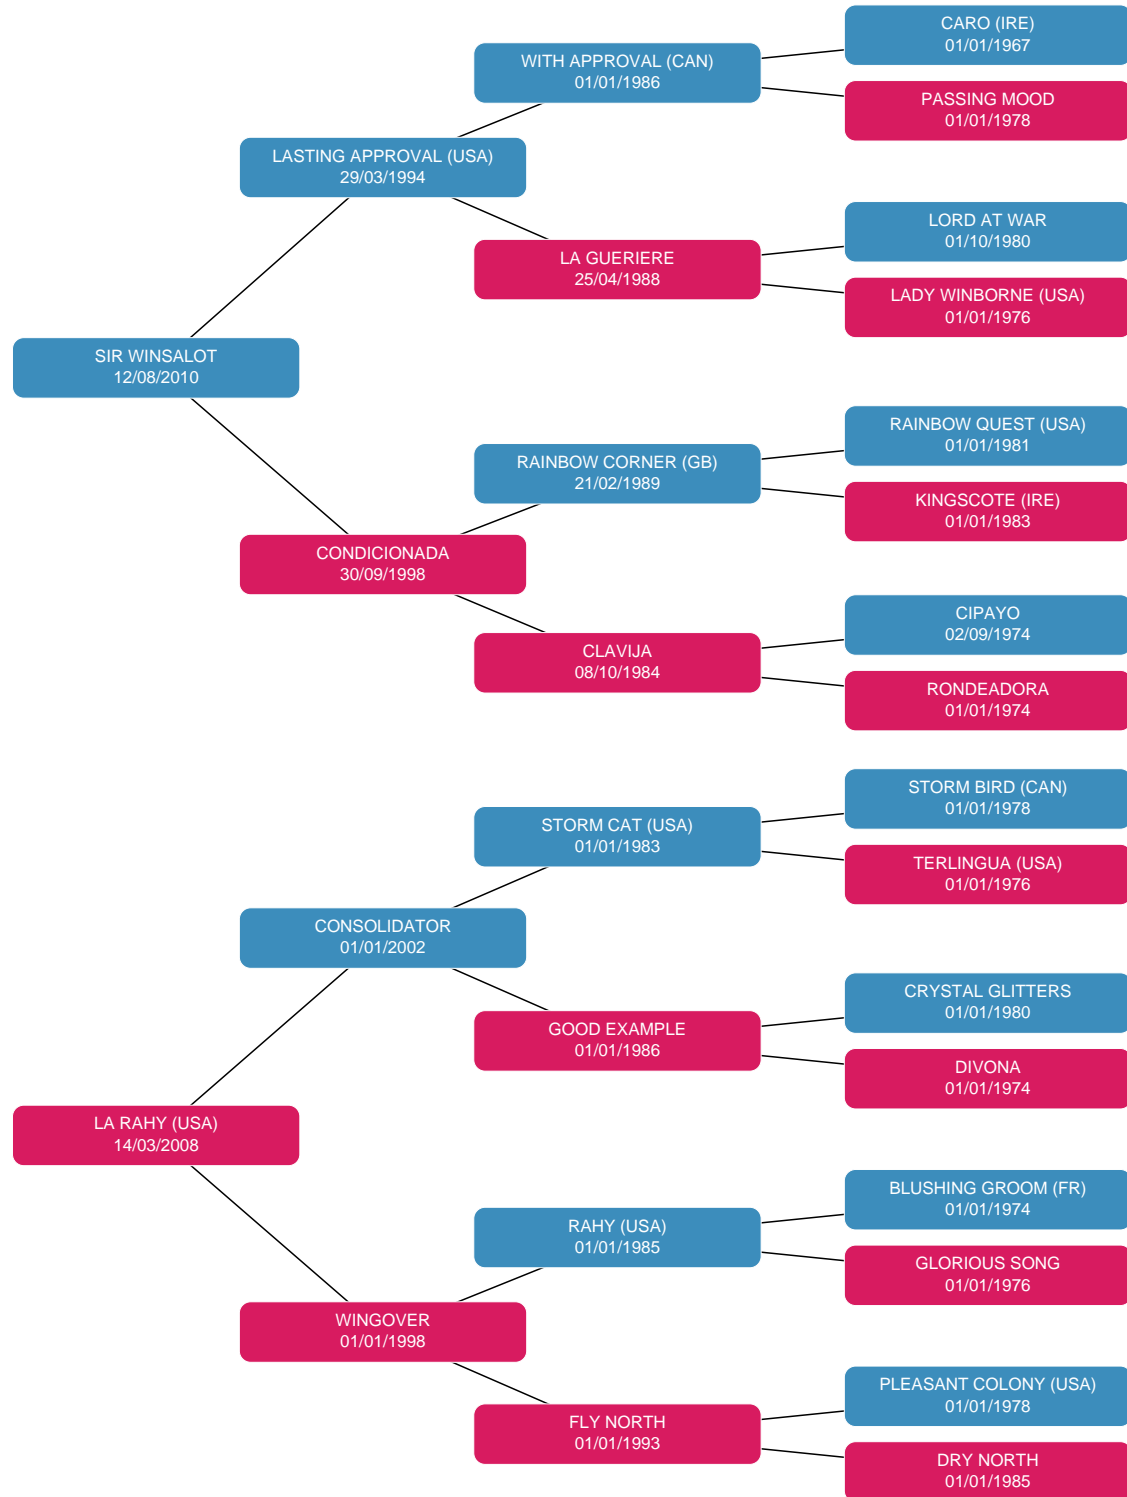 CARO (IRE)
01/01/1967
WITH APPROVAL (CAN)
01/01/1986
PASSING MOOD
01/01/1978
LASTING APPROVAL (USA)
29/03/1994
LORD AT WAR
01/10/1980
LA GUERIERE
25/04/1988
LADY WINBORNE (USA)
01/01/1976
SIR WINSALOT
12/08/2010
RAINBOW QUEST (USA)
01/01/1981
RAINBOW CORNER (GB)
21/02/1989
KINGSCOTE (IRE)
01/01/1983
CONDICIONADA
30/09/1998
CIPAYO
02/09/1974
CLAVIJA
08/10/1984
RONDEADORA
01/01/1974
STORM BIRD (CAN)
01/01/1978
STORM CAT (USA)
01/01/1983
TERLINGUA (USA)
01/01/1976
CONSOLIDATOR
01/01/2002
CRYSTAL GLITTERS
01/01/1980
GOOD EXAMPLE
01/01/1986
DIVONA
01/01/1974
LA RAHY (USA)
14/03/2008
BLUSHING GROOM (FR)
01/01/1974
RAHY (USA)
01/01/1985
GLORIOUS SONG
01/01/1976
WINGOVER
01/01/1998
PLEASANT COLONY (USA)
01/01/1978
FLY NORTH
01/01/1993
DRY NORTH
01/01/1985